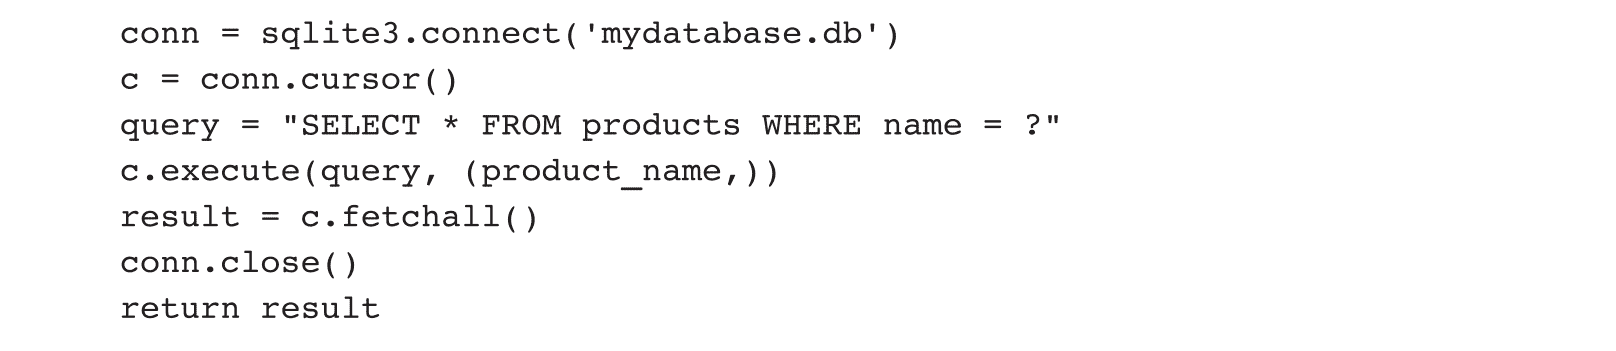 conn = sqlite3.connect('mydatabase.db')
c = conn.cursor()
query = "SELECT * FROM products WHERE name = ?"
c.execute(query, (product_name,))
result = c.fetchall()
conn.close()
return result